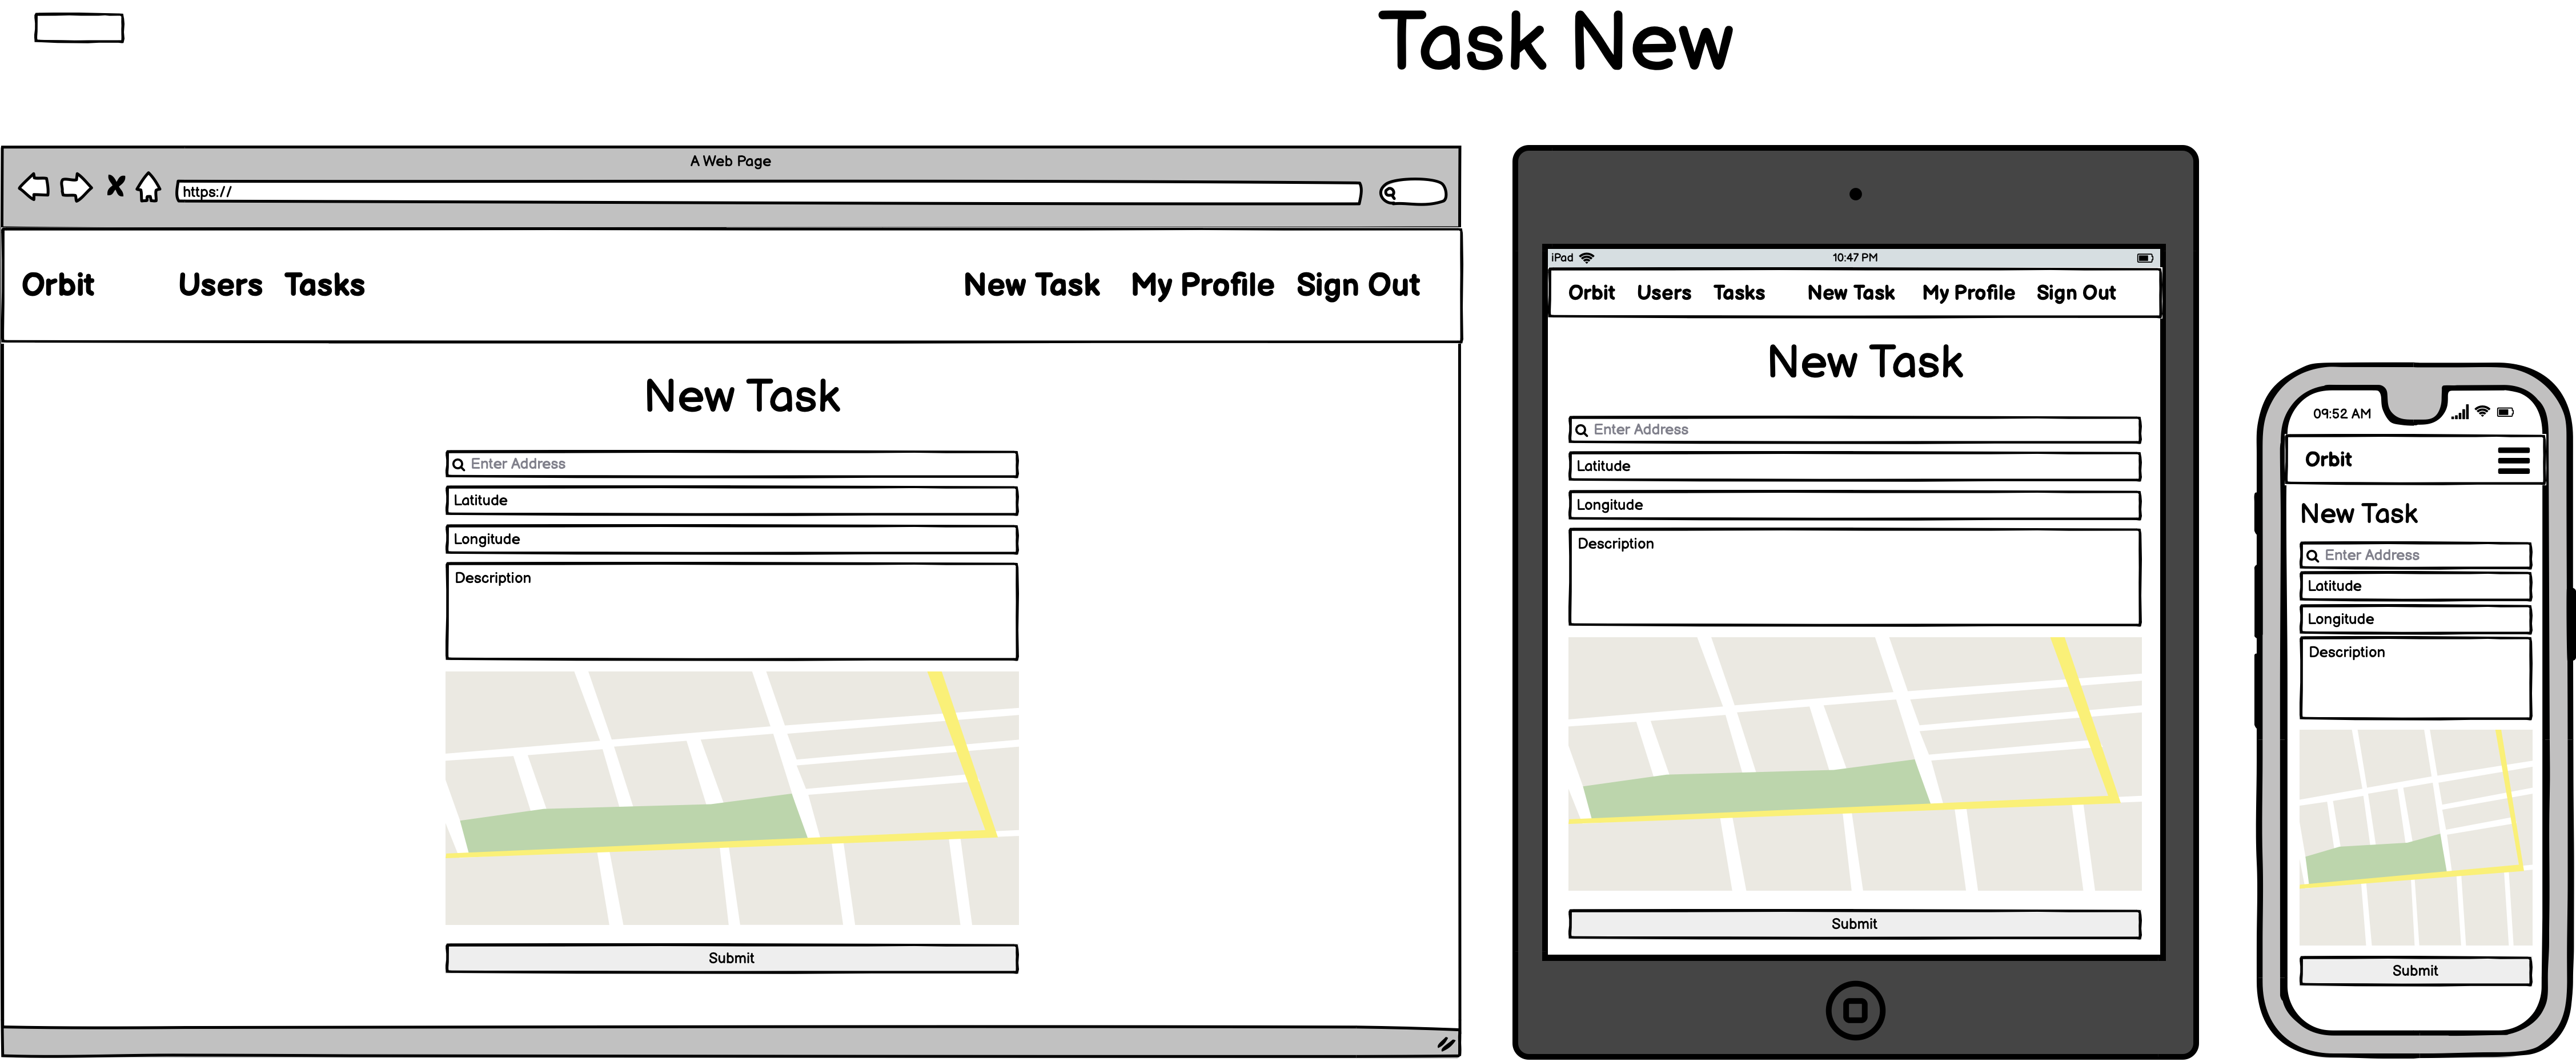 Task New
A Web Page
https://
Orbit Users Tasks New Task My Profile Sign Out
New Task
Enter Address
Latitude
Longitude
Description
Submit
iPad 10:47 PM
Orbit Users Tasks New Task My Profile Sign Out
New Task
Enter Address
Latitude
Longitude
Description
Submit
09:52 AM
Orbit
New Task
Enter Address
Latitude
Longitude
Description
Submit